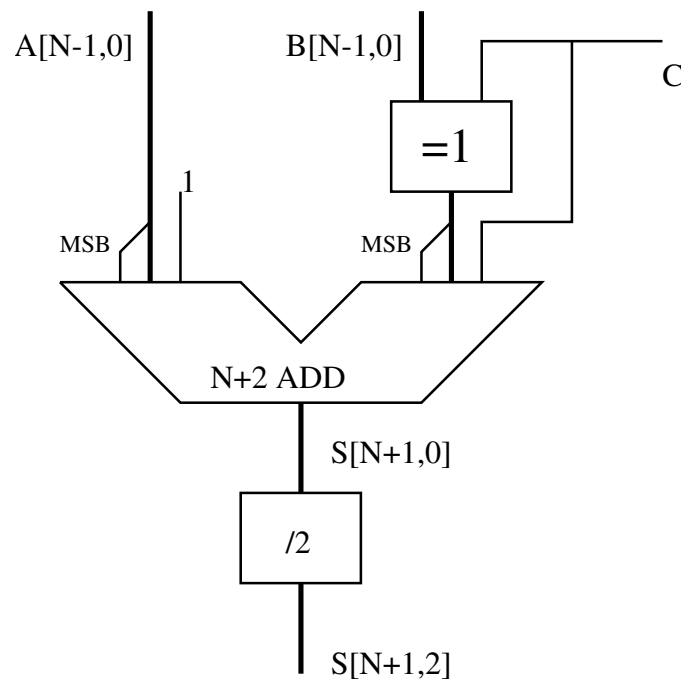 A[N-1,0]
B[N-1,0]
C
=1
1
MSB
MSB
N+2 ADD
S[N+1,0]
/2
S[N+1,2]